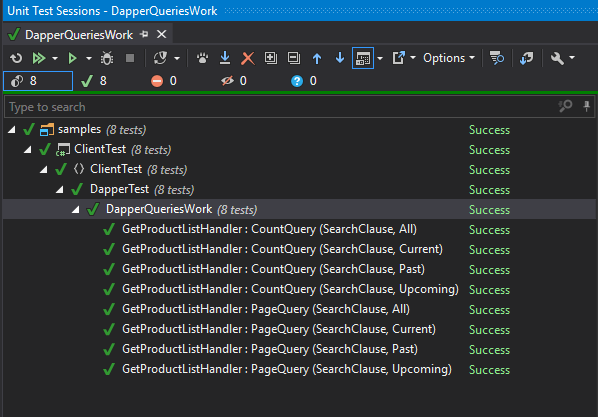 Unit Test Sessions - DapperQueriesWork
DapperQueriesWork
Options
8 8 0 0 0
Type to search
samples (8 tests) Success
C# ClientTest (8 tests) Success
ClientTest (8 tests) Success
DapperTest (8 tests) Success
DapperQueriesWork (8 tests) Success
GetProductListHandler : CountQuery (SearchClause, All) Success
GetProductListHandler : CountQuery (SearchClause, Current) Success
GetProductListHandler : CountQuery (SearchClause, Past) Success
GetProductListHandler : CountQuery (SearchClause, Upcoming) Success
GetProductListHandler : PageQuery (SearchClause, All) Success
GetProductListHandler : PageQuery (SearchClause, Current) Success
GetProductListHandler : PageQuery (SearchClause, Past) Success
GetProductListHandler : PageQuery (SearchClause, Upcoming) Success